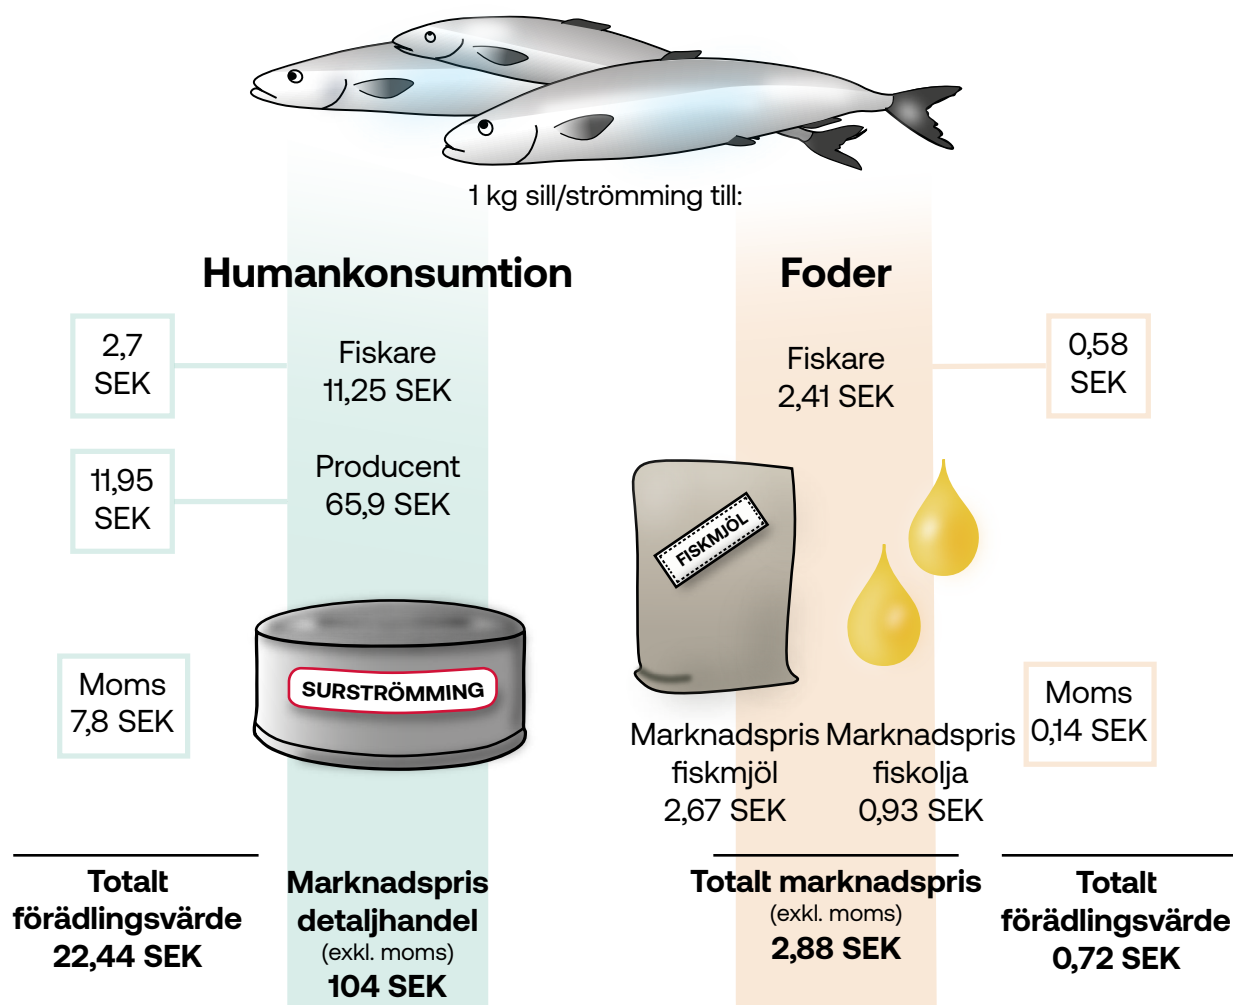 1 kg sill/strömming till:
Humankonsumtion
2,7
SEK
Fiskare
11,25 SEK
11,95
SEK
Producent
65,9 SEK
SURSTRÖMMING
Moms
7,8 SEK
Totalt
förädlingsvärde
22,44 SEK
Marknadspris
detaljhandel
(exkl. moms)
104 SEK
Foder
Fiskare
2,41 SEK
0,58
SEK
FISKMJÖL
Marknadspris
fiskmjöl
2,67 SEK
Marknadspris
fiskolja
0,93 SEK
Moms
0,14 SEK
Totalt marknadspris
(exkl. moms)
2,88 SEK
Totalt
förädlingsvärde
0,72 SEK